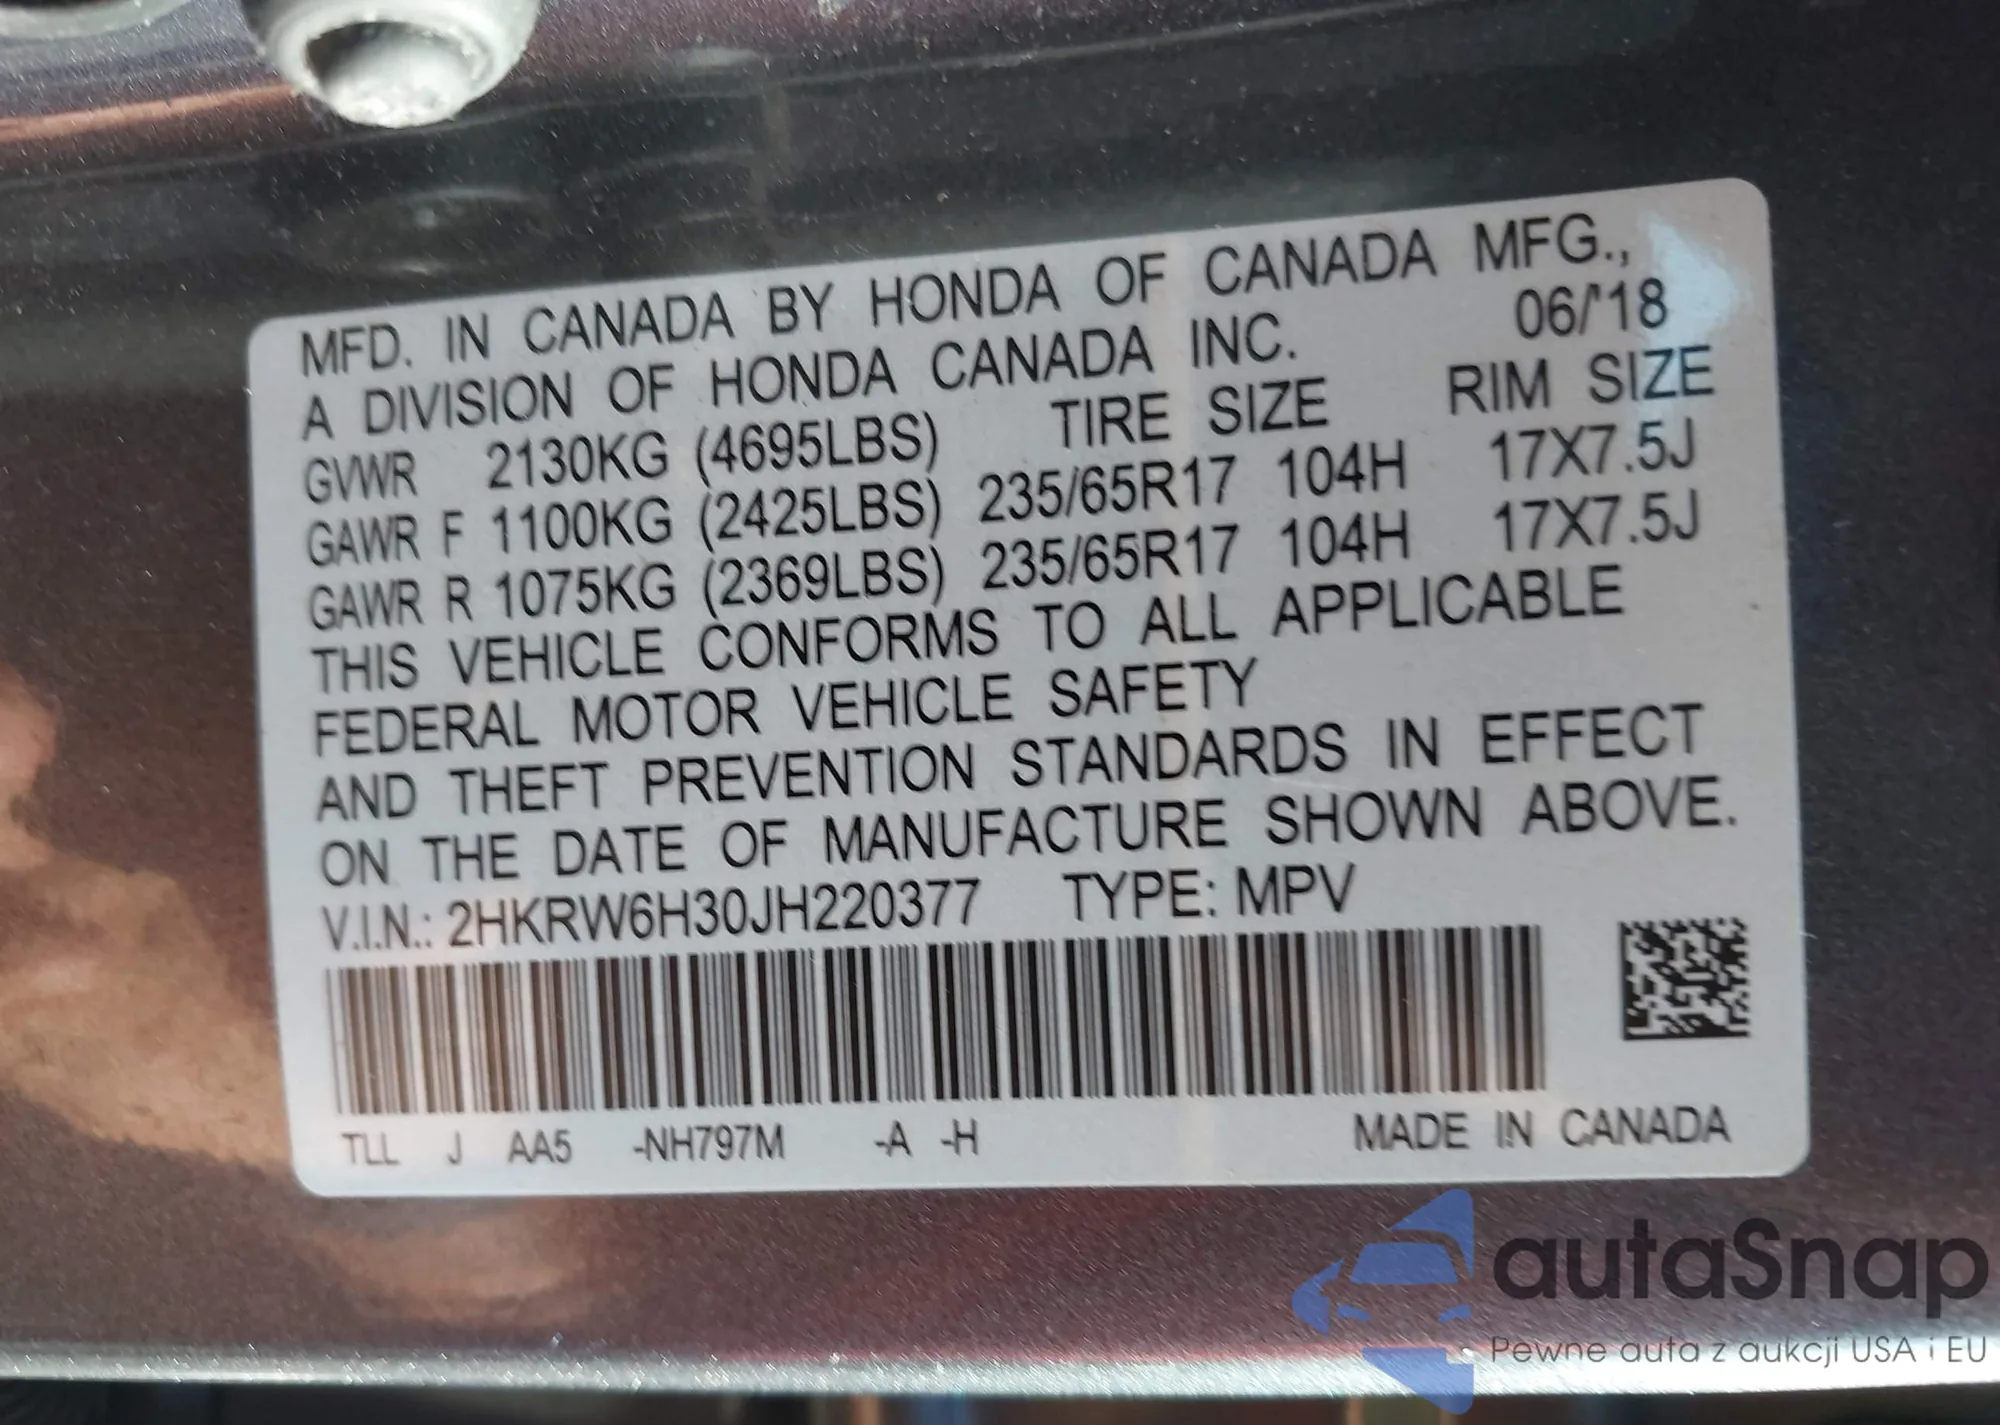 MFD. IN CANADA BY HONDA OF CANADA MFG.,
A DIVISION OF HONDA CANADA INC. 06/'18
GVWR 2130KG (4695LBS) TIRE SIZE RIM SIZE
GAWR F 1100KG (2425LBS) 235/65R17 104H 17X7.5J
GAWR R 1075KG (2369LBS) 235/65R17 104H 17X7.5J
THIS VEHICLE CONFORMS TO ALL APPLICABLE
FEDERAL MOTOR VEHICLE SAFETY
AND THEFT PREVENTION STANDARDS IN EFFECT
ON THE DATE OF MANUFACTURE SHOWN ABOVE.
V.I.N.: 2HKRW6H30JH220377 TYPE: MPV
TLL J AA5 -NH797M -A -H MADE IN CANADA
autaSnap
Pewne auta z aukcji USA i EU